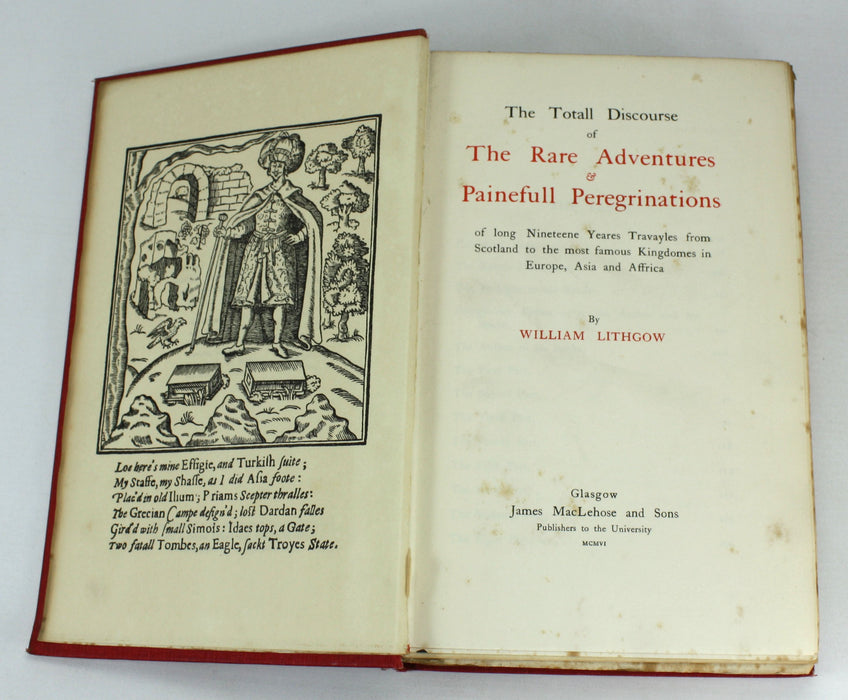 Loe here's mine Effigie, and Turkish suite;
My Staffe, my Shasse, as I did Asia foote:
Plac'd in old Ilium; Priams Scepter thralles:
The Grecian Campe design'd; lost Dardan falles
Gird'd with small Simois: Idaes tops, a Gate;
Two fatall Tombes, an Eagle, sackt Troyes State.
The Totall Discourse
of
The Rare Adventures
&
Painefull Peregrinations
of long Nineteene Yeares Travayles from
Scotland to the most famous Kingdomes in
Europe, Asia and Affrica
By
WILLIAM LITHGOW
Glasgow
James MacLehose and Sons
Publishers to the University
MCMVI